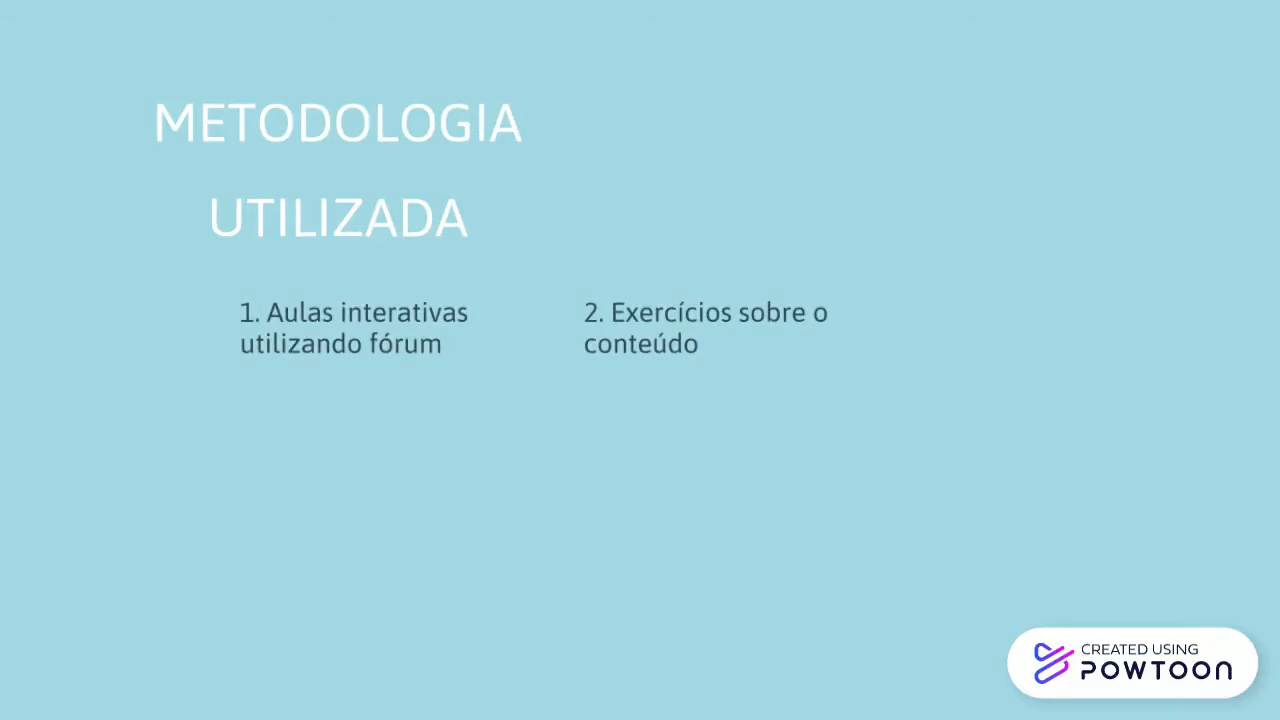 METODOLOGIA
UTILIZADA
1. Aulas interativas
utilizando fórum
2. Exercícios sobre o
conteúdo
CREATED USING
POWTOON